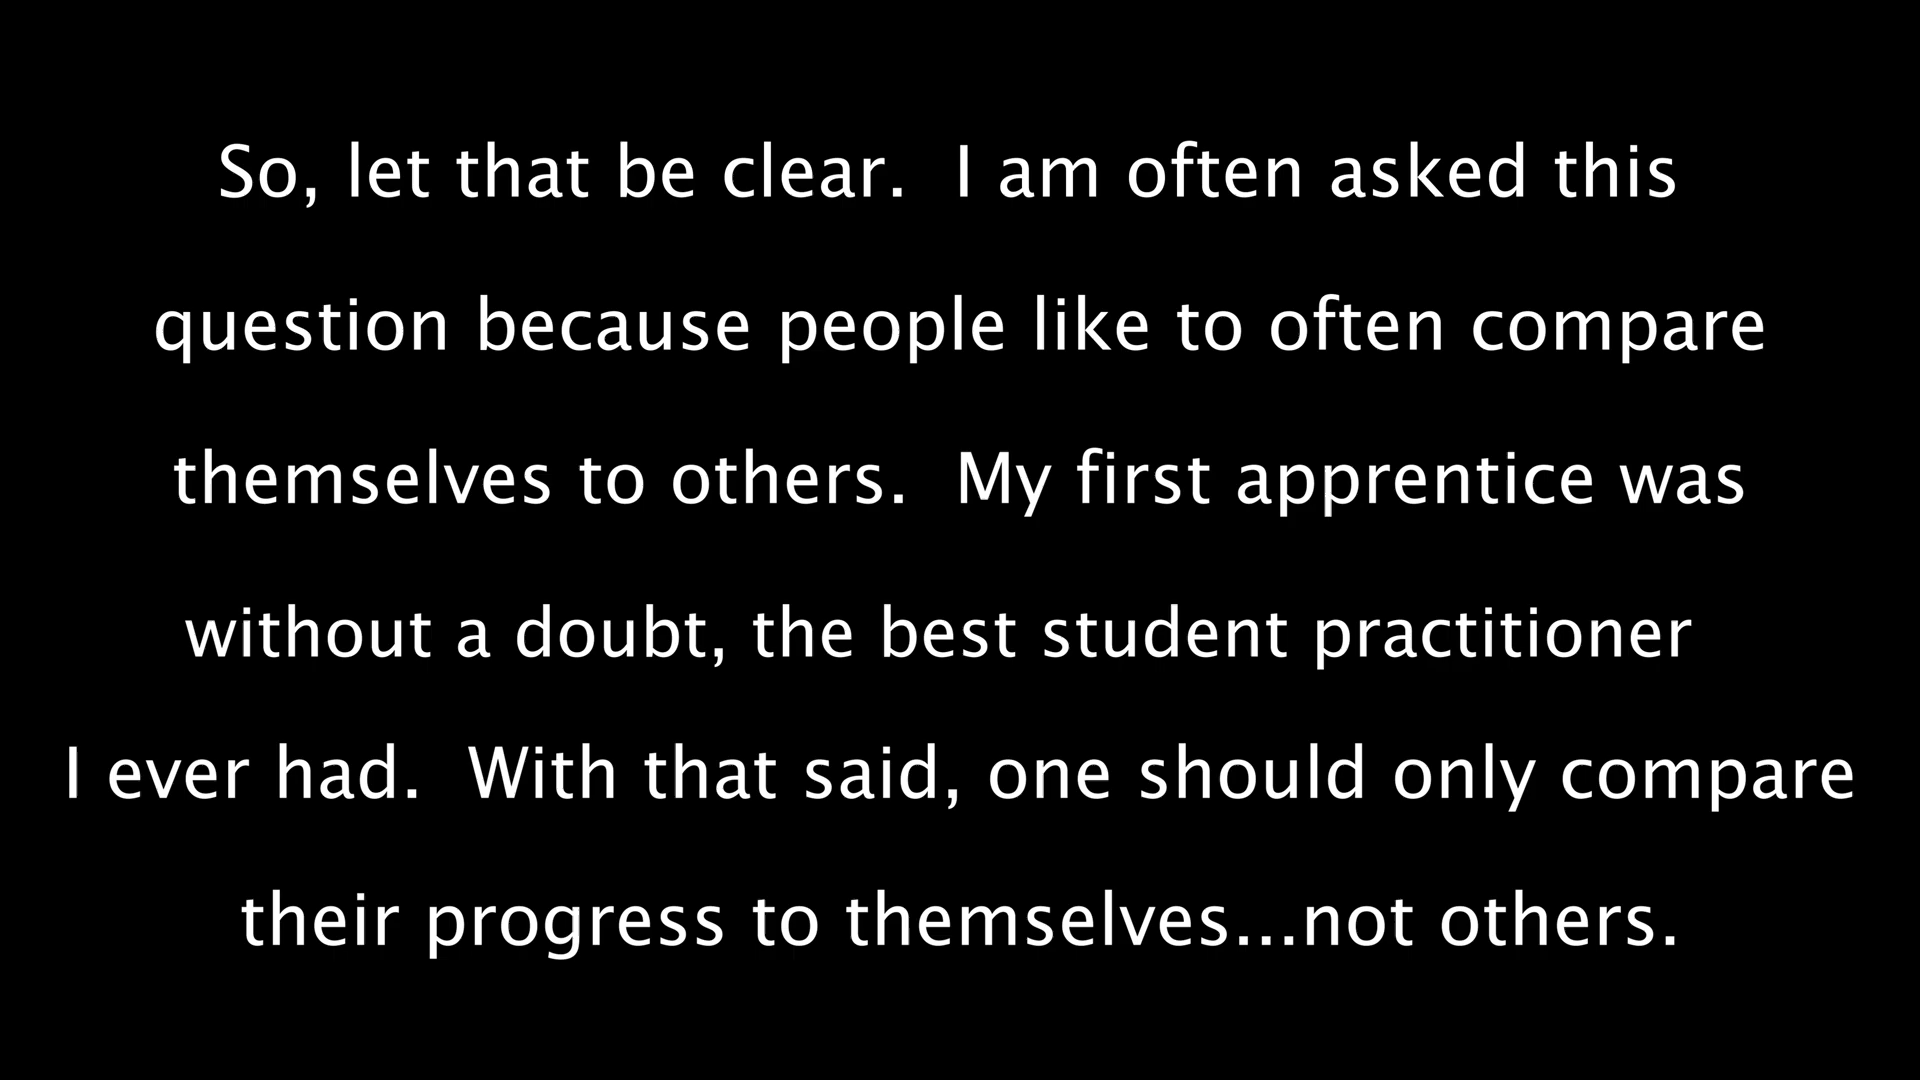 So, let that be clear.  I am often asked this
question because people like to often compare
themselves to others.  My first apprentice was
without a doubt, the best student practitioner
I ever had.  With that said, one should only compare
their progress to themselves...not others.